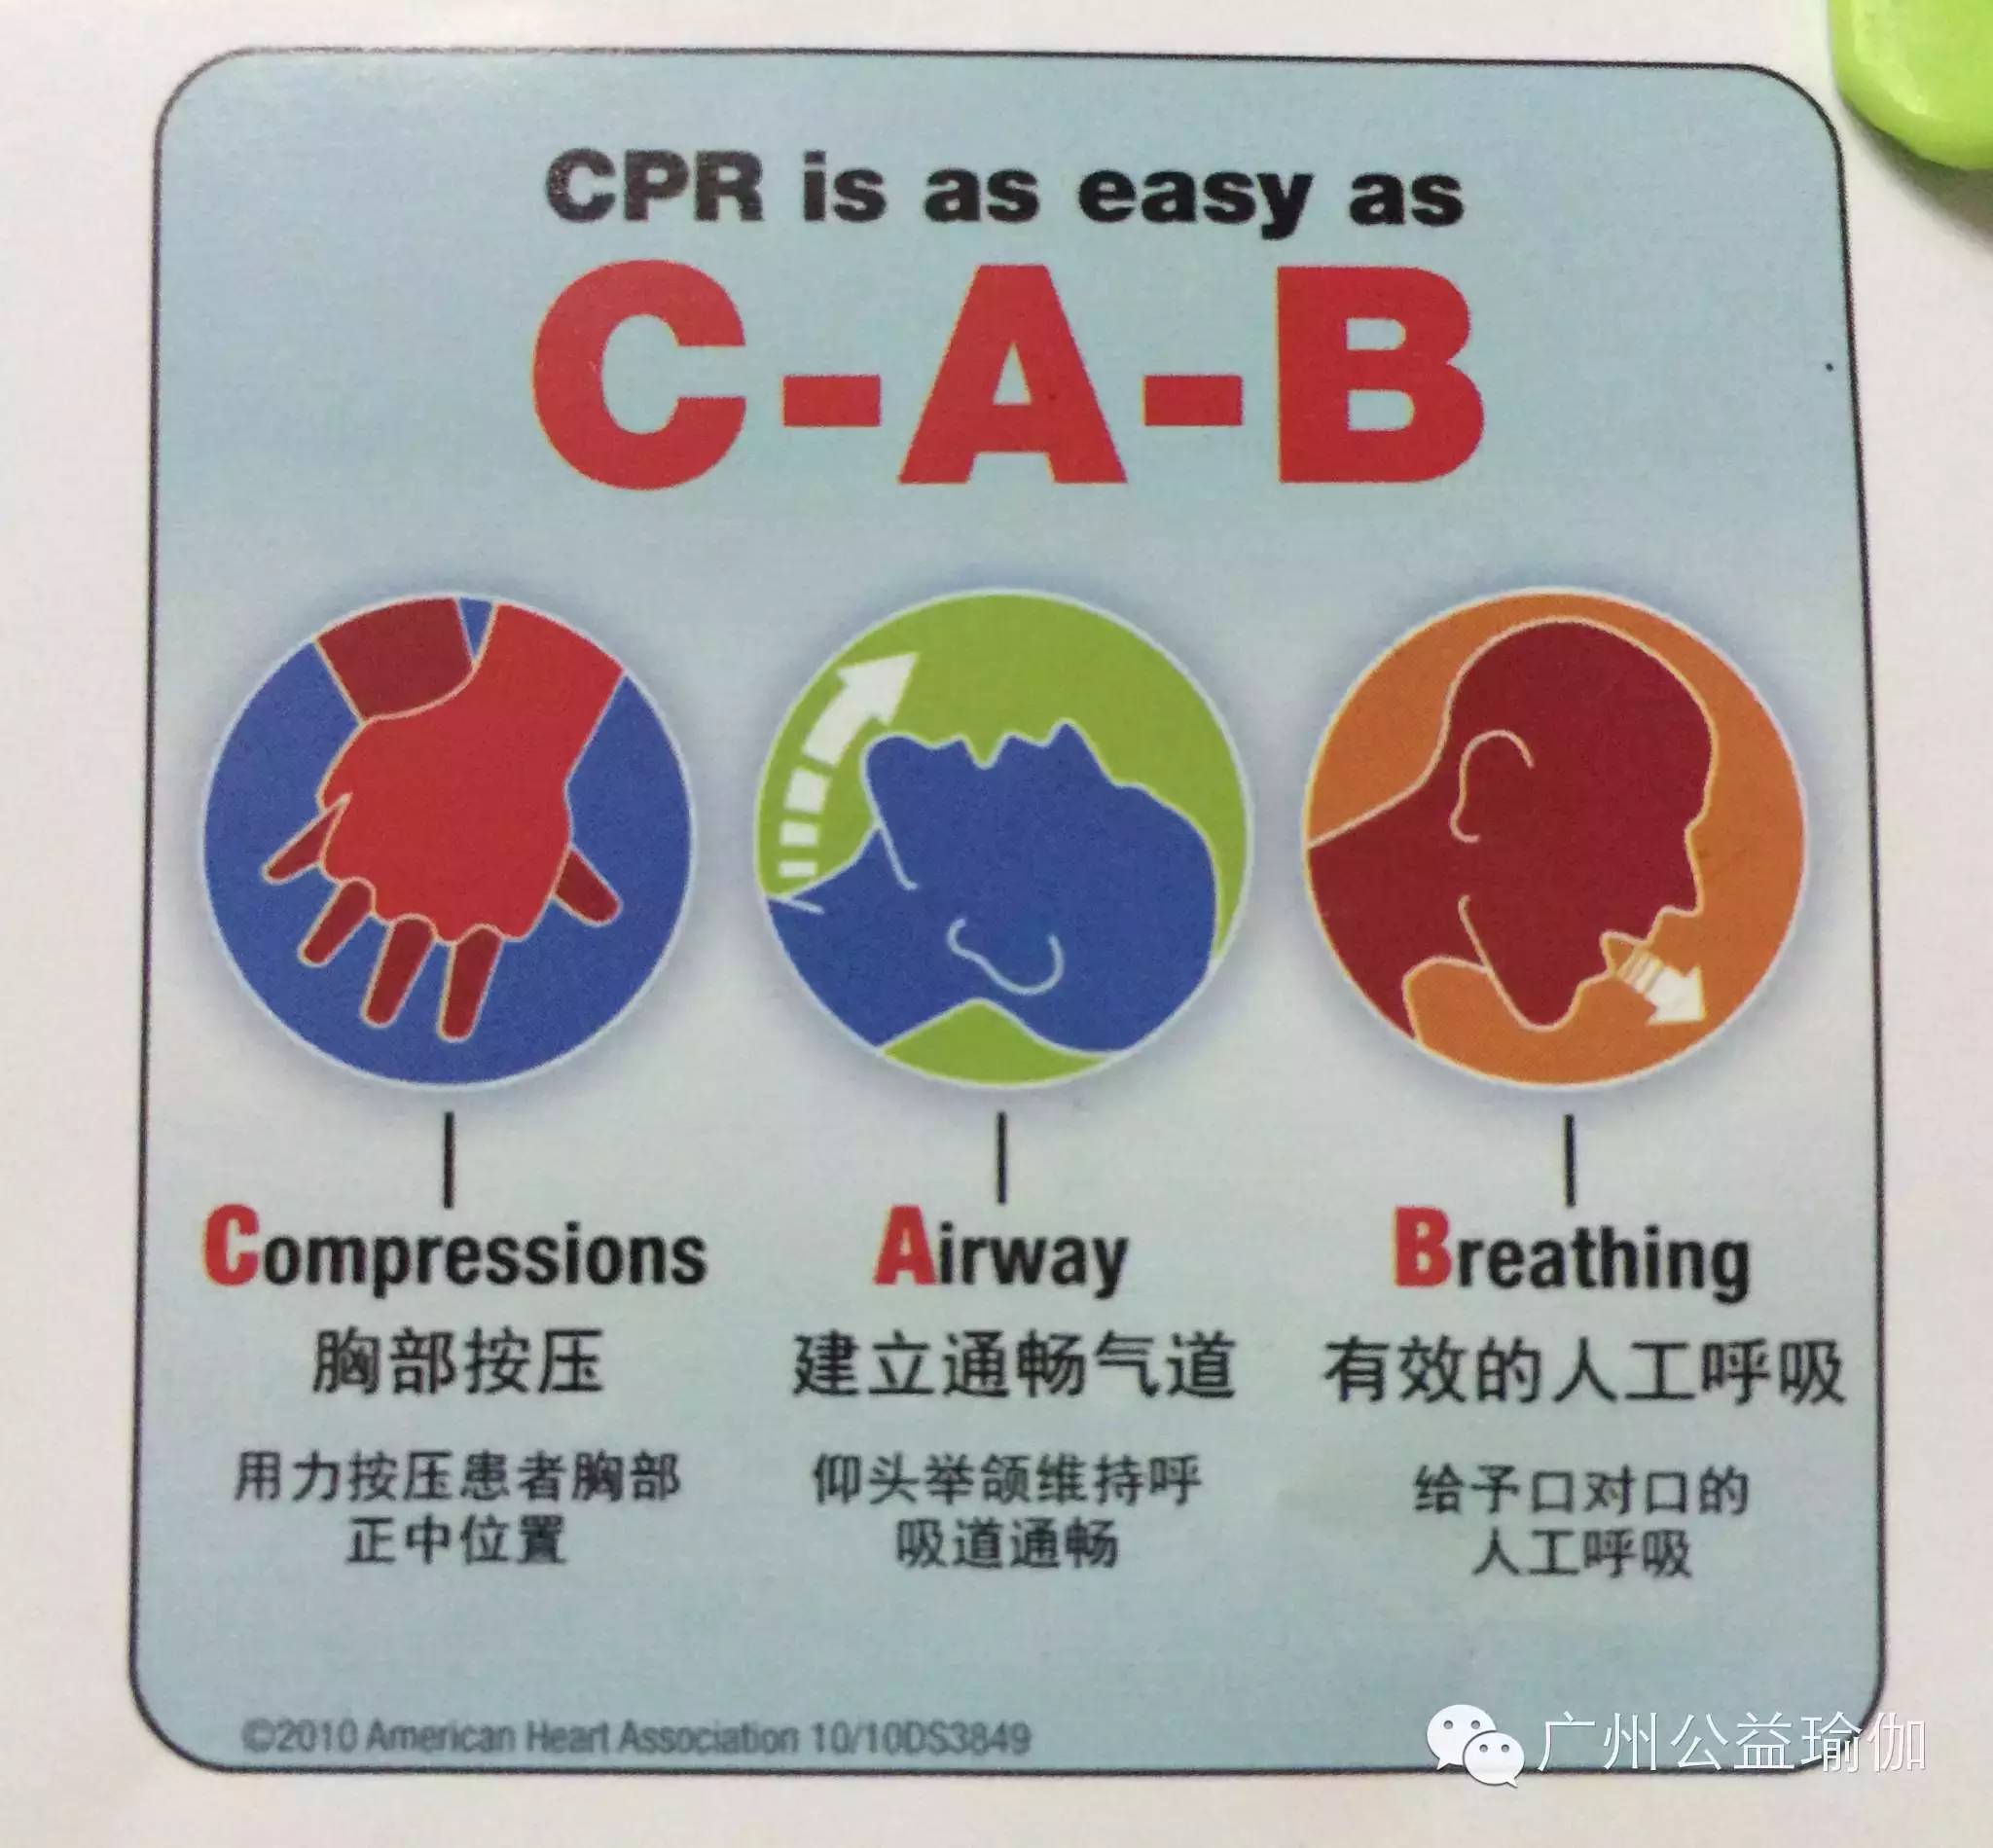 CPR is as easy as
C-A-B
Compressions
胸部按压
用力按压患者胸部
正中位置
Airway
建立通畅气道
仰头举颌维持呼
吸道通畅
Breathing
有效的人工呼吸
给予口对口的
人工呼吸
©2010 American Heart Association 10/10DS3849
广州公益瑜伽